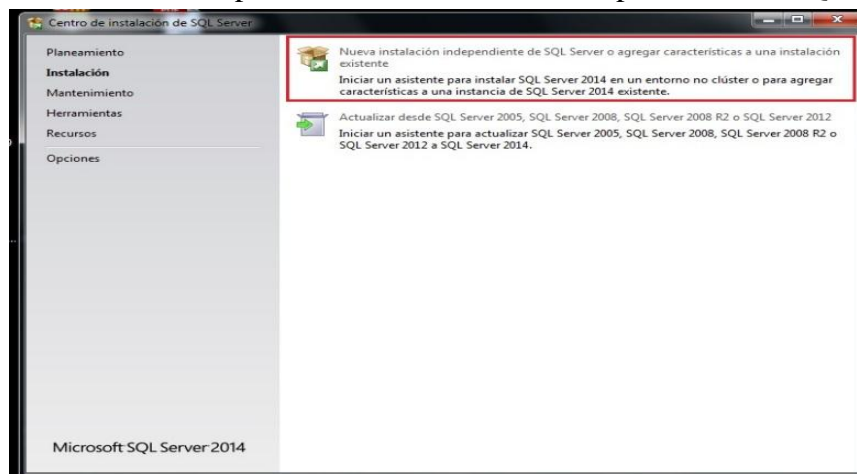 Centro de instalación de SQL Server
Planeamiento
Instalación
Mantenimiento
Herramientas
Recursos
Opciones
Nueva instalación independiente de SQL Server o agregar características a una instalación
existente
Iniciar un asistente para instalar SQL Server 2014 en un entorno no clúster o para agregar
características a una instancia de SQL Server 2014 existente.
Actualizar desde SQL Server 2005, SQL Server 2008, SQL Server 2008 R2 o SQL Server 2012
Iniciar un asistente para actualizar SQL Server 2005, SQL Server 2008, SQL Server 2008 R2 o
SQL Server 2012 a SQL Server 2014.
Microsoft SQL Server 2014